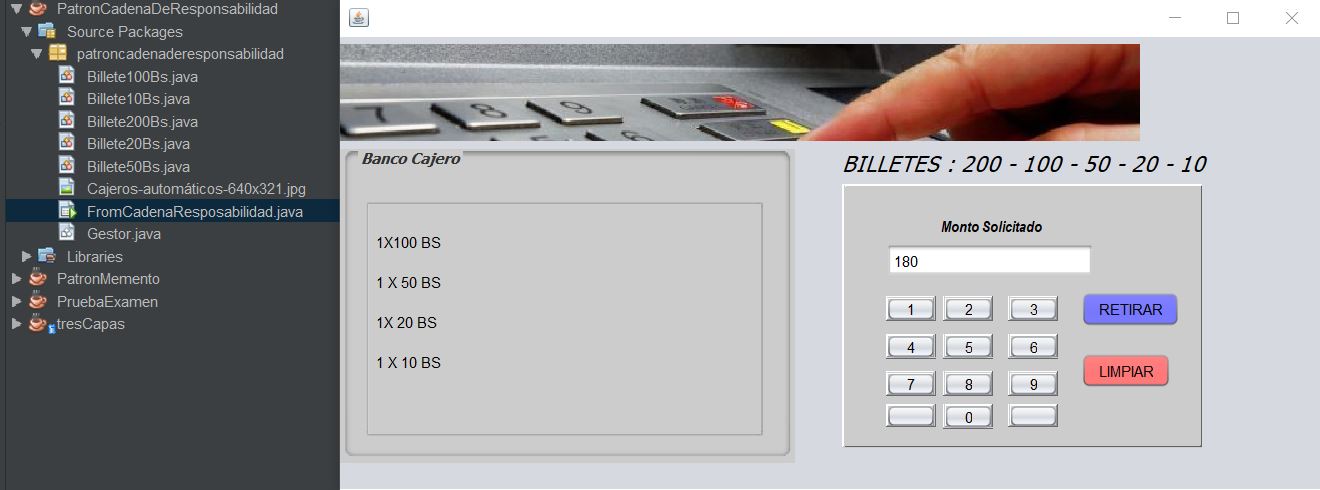 PatronCadenaDeResponsabilidad
Source Packages
patroncadenaderesponsabilidad
Billete100Bs.java
Billete10Bs.java
Billete200Bs.java
Billete20Bs.java
Billete50Bs.java
Cajeros-automáticos-640x321.jpg
FromCadenaResposabilidad.java
Gestor.java
Libraries
PatronMemento
PruebaExamen
tresCapas
7 8 9
Banco Cajero
1X100 BS
1 X 50 BS
1X 20 BS
1 X 10 BS
BILLETES : 200 - 100 - 50 - 20 - 10
Monto Solicitado
180
1 2 3 RETIRAR
4 5 6
LIMPIAR
7 8 9
0